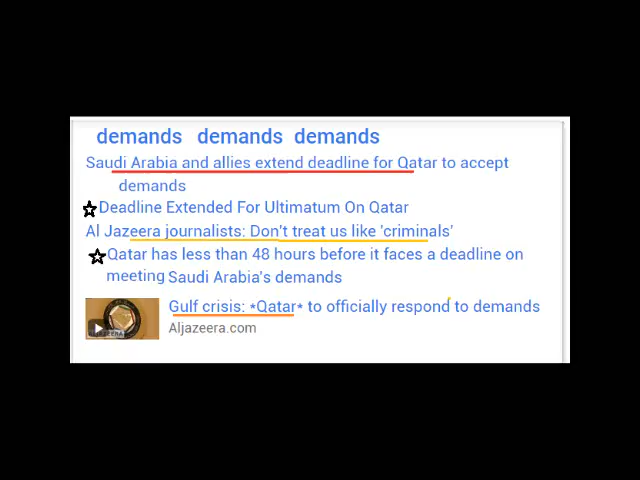 demands demands demands
Saudi Arabia and allies extend deadline for Qatar to accept
demands
Deadline Extended For Ultimatum On Qatar
Al Jazeera journalists: Don't treat us like 'criminals'
Qatar has less than 48 hours before it faces a deadline on
meeting Saudi Arabia's demands
Gulf crisis: *Qatar* to officially respond to demands
ALJAZEERA
Aljazeera.com